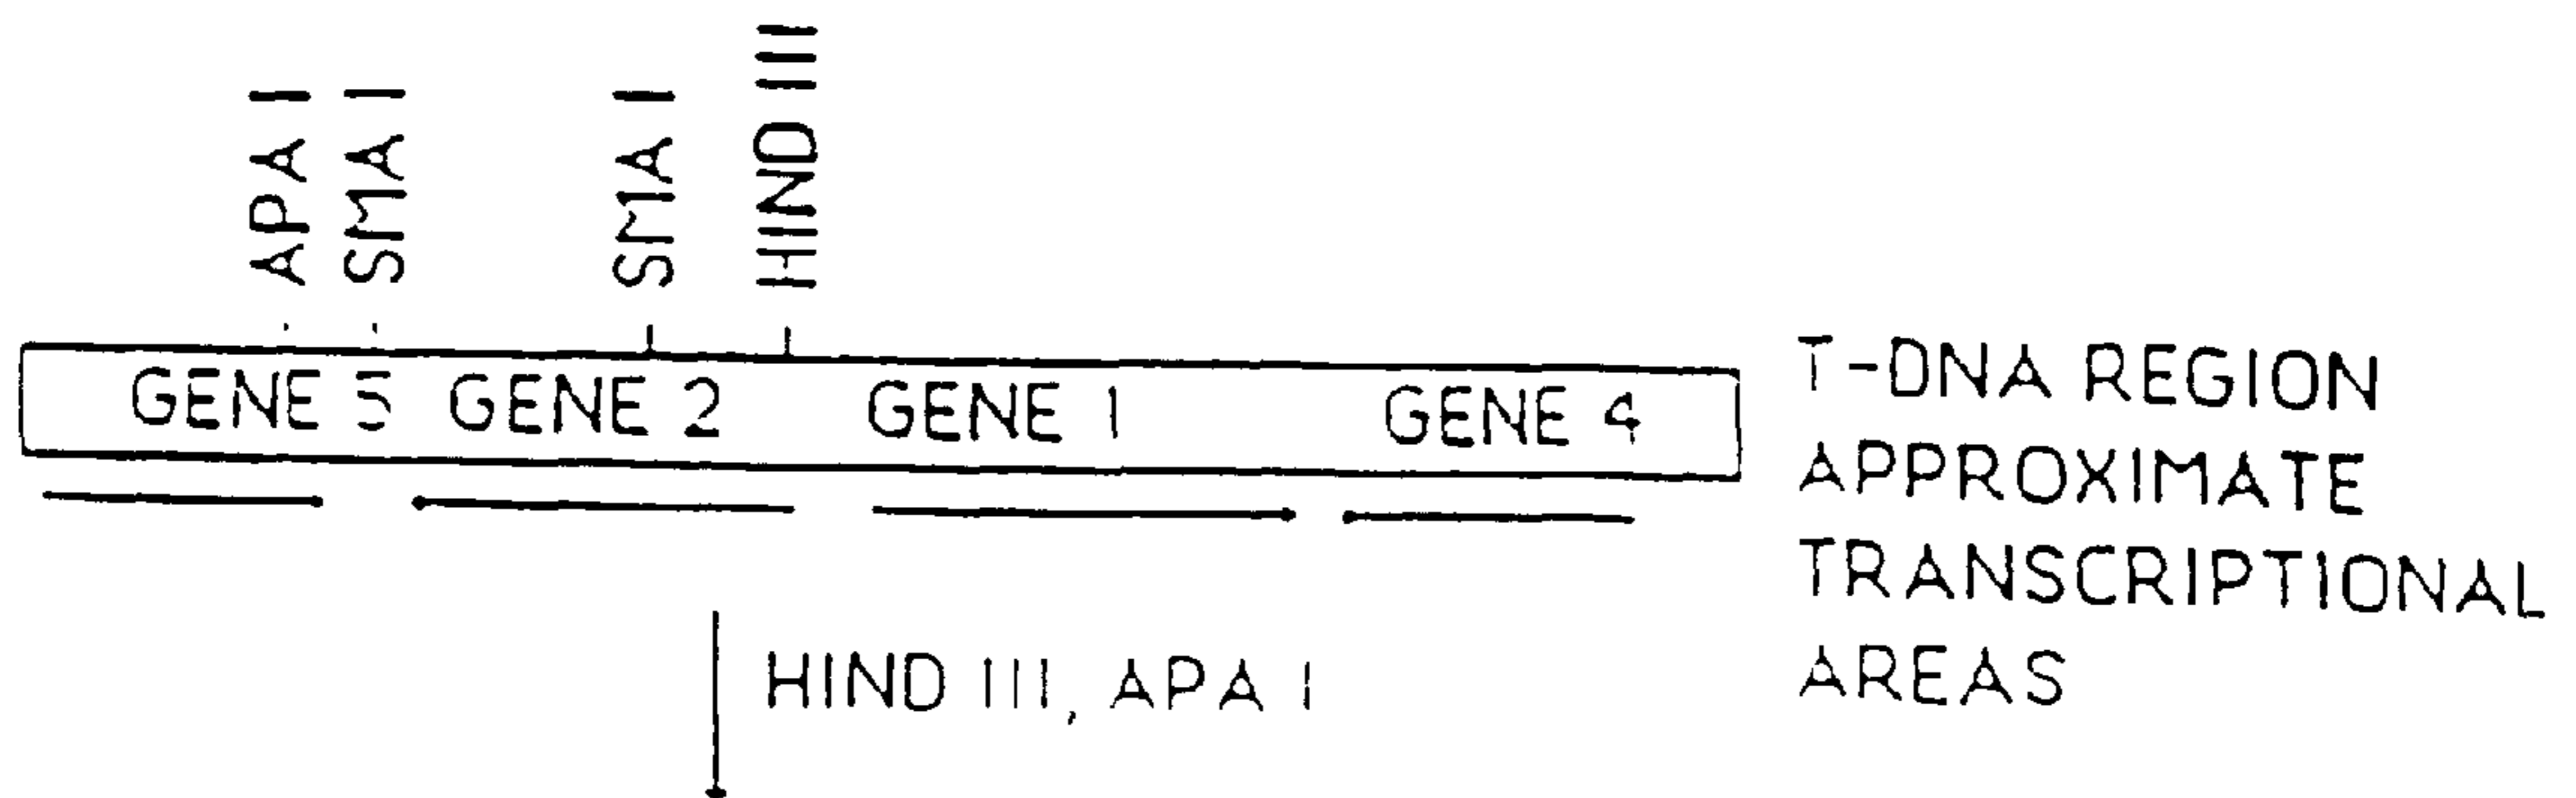 APA I
SMA I
SMA I
HIND III
GENE 5 GENE 2 GENE 1 GENE 4
T-DNA REGION
APPROXIMATE
TRANSCRIPTIONAL
AREAS
HIND III, APA I